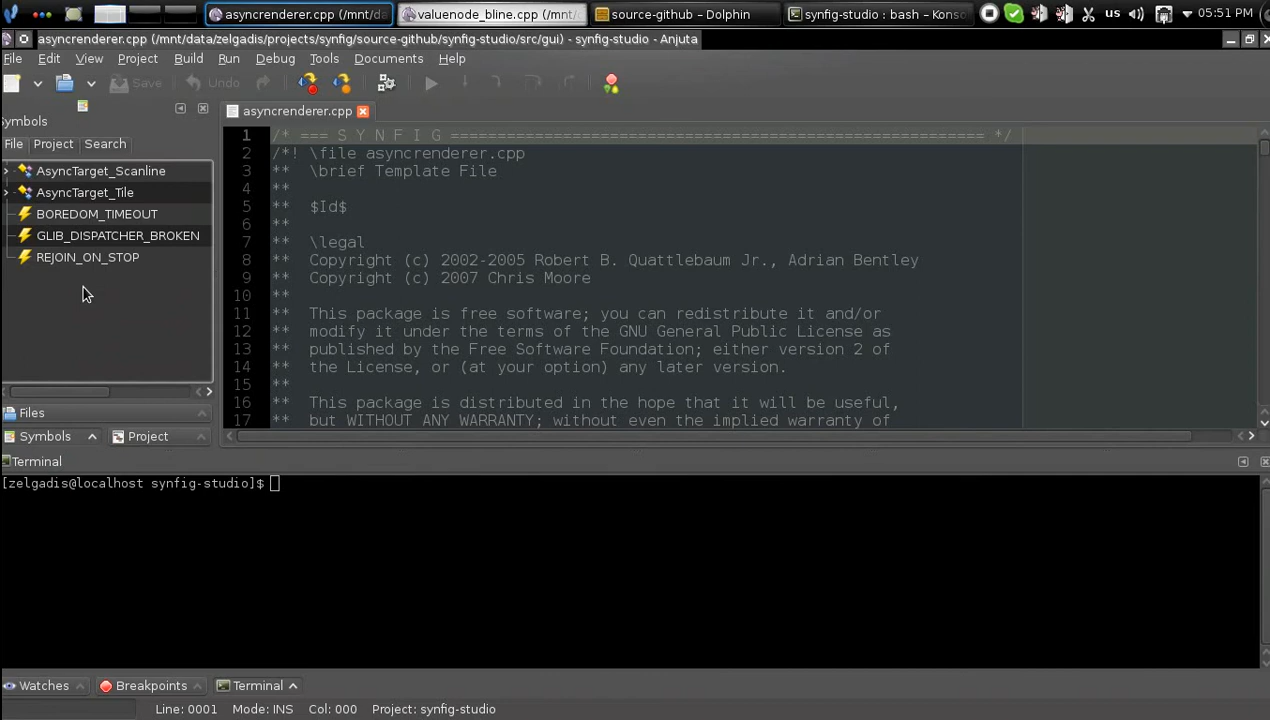 asyncrenderer.cpp (/mnt/da
valuenode_bline.cpp (/mnt/
source-github – Dolphin
synfig-studio : bash – Konso
us
05:51 PM
asyncrenderer.cpp (/mnt/data/zelgadis/projects/synfig/source-github/synfig-studio/src/gui) - synfig-studio - Anjuta
File Edit View Project Build Run Debug Tools Documents Help
Save Undo
Symbols
asyncrenderer.cpp
File Project Search
AsyncTarget_Scanline
AsyncTarget_Tile
BOREDOM_TIMEOUT
GLIB_DISPATCHER_BROKEN
REJOIN_ON_STOP
Files
Symbols Project
1 /* === S Y N F I G ========================================================= */
2 /*! \file asyncrenderer.cpp
3 ** \brief Template File
4 **
5 ** $Id$
6 **
7 ** \legal
8 ** Copyright (c) 2002-2005 Robert B. Quattlebaum Jr., Adrian Bentley
9 ** Copyright (c) 2007 Chris Moore
10 **
11 ** This package is free software; you can redistribute it and/or
12 ** modify it under the terms of the GNU General Public License as
13 ** published by the Free Software Foundation; either version 2 of
14 ** the License, or (at your option) any later version.
15 **
16 ** This package is distributed in the hope that it will be useful,
17 ** but WITHOUT ANY WARRANTY; without even the implied warranty of
Terminal
[zelgadis@localhost synfig-studio]$
Watches Breakpoints Terminal
Line: 0001 Mode: INS Col: 000 Project: synfig-studio